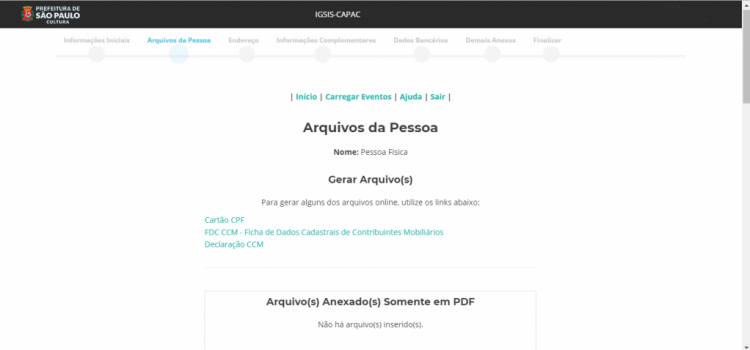 PREFEITURA DE
SÃO PAULO
CULTURA
IGSIS-CAPAC
Informações Iniciais Arquivos da Pessoa Endereço Informações Complementares Dados Bancários Demais Anexos Finalizar
| Início | Carregar Eventos | Ajuda | Sair |
Arquivos da Pessoa
Nome: Pessoa Física
Gerar Arquivo(s)
Para gerar alguns dos arquivos online, utilize os links abaixo:
Cartão CPF
FDC CCM - Ficha de Dados Cadastrais de Contribuintes Mobiliários
Declaração CCM
Arquivo(s) Anexado(s) Somente em PDF
Não há arquivo(s) inserido(s).